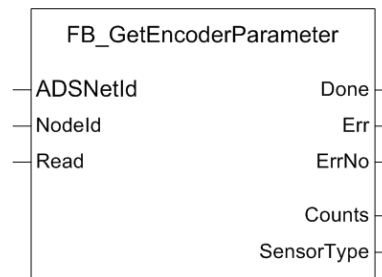 FB_GetEncoderParameter
ADSNetId Done
NodeId Err
Read ErrNo
Counts
SensorType